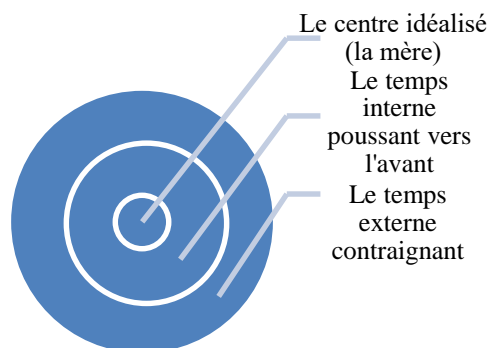 Le centre idéalisé
(la mère)
Le temps
interne
poussant vers
l'avant
Le temps
externe
contraignant